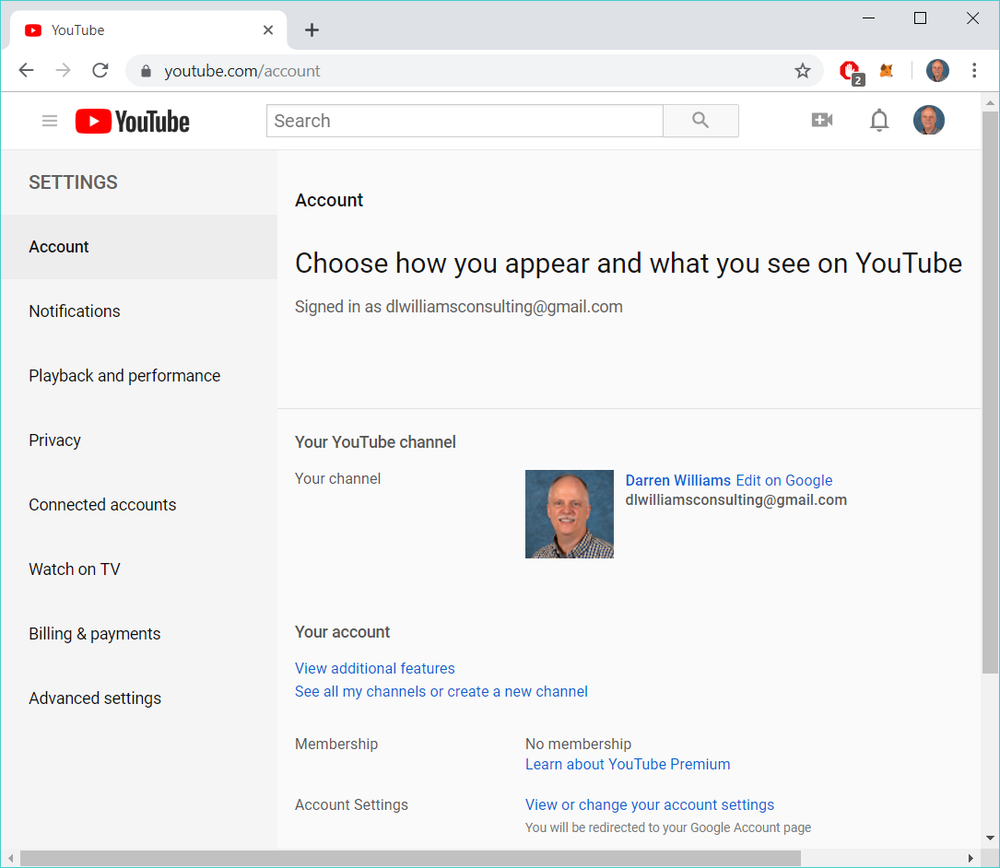 YouTube
youtube.com/account
2
YouTube
Search
SETTINGS
Account
Notifications
Playback and performance
Privacy
Connected accounts
Watch on TV
Billing & payments
Advanced settings
Account
Choose how you appear and what you see on YouTube
Signed in as dlwilliamsconsulting@gmail.com
Your YouTube channel
Your channel
Darren Williams Edit on Google
dlwilliamsconsulting@gmail.com
Your account
View additional features
See all my channels or create a new channel
Membership
No membership
Learn about YouTube Premium
Account Settings
View or change your account settings
You will be redirected to your Google Account page